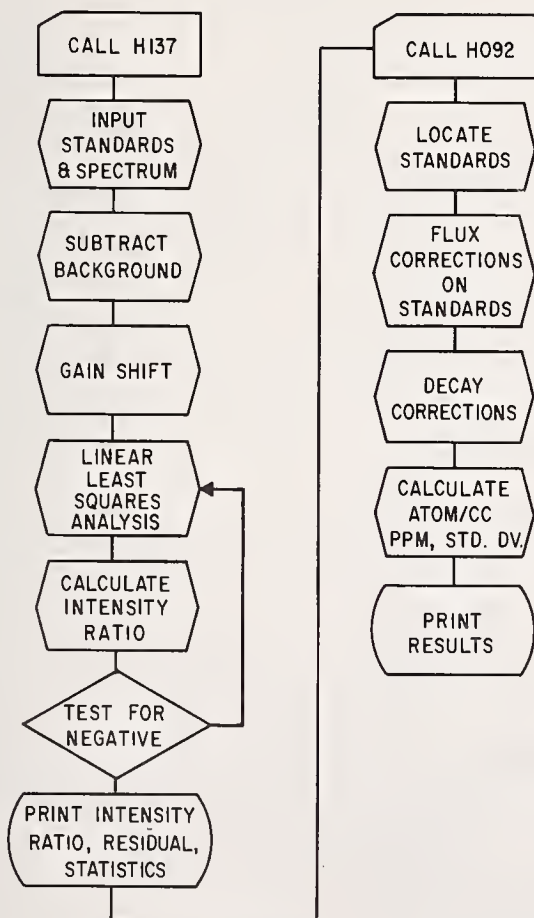 CALL H137
INPUT
STANDARDS
& SPECTRUM
SUBTRACT
BACKGROUND
GAIN SHIFT
LINEAR
LEAST
SQUARES
ANALYSIS
CALCULATE
INTENSITY
RATIO
TEST FOR
NEGATIVE
PRINT INTENSITY
RATIO, RESIDUAL,
STATISTICS
CALL H092
LOCATE
STANDARDS
FLUX
CORRECTIONS
ON
STANDARDS
DECAY
CORRECTIONS
CALCULATE
ATOM/CC
PPM, STD. DV.
PRINT
RESULTS